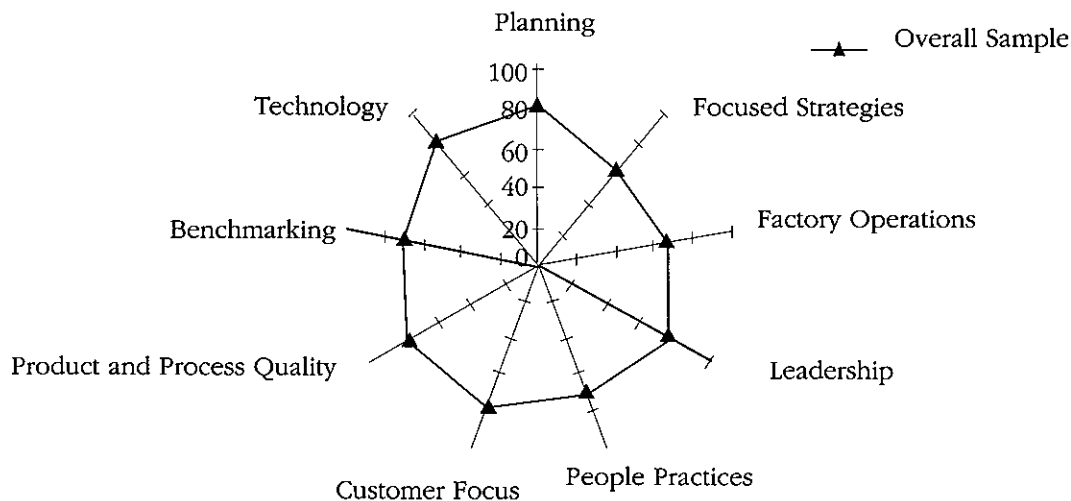 Planning
Overall Sample
100
Technology
Focused Strategies
80
60
40
Benchmarking
20
Factory Operations
0
Product and Process Quality
Leadership
Customer Focus
People Practices